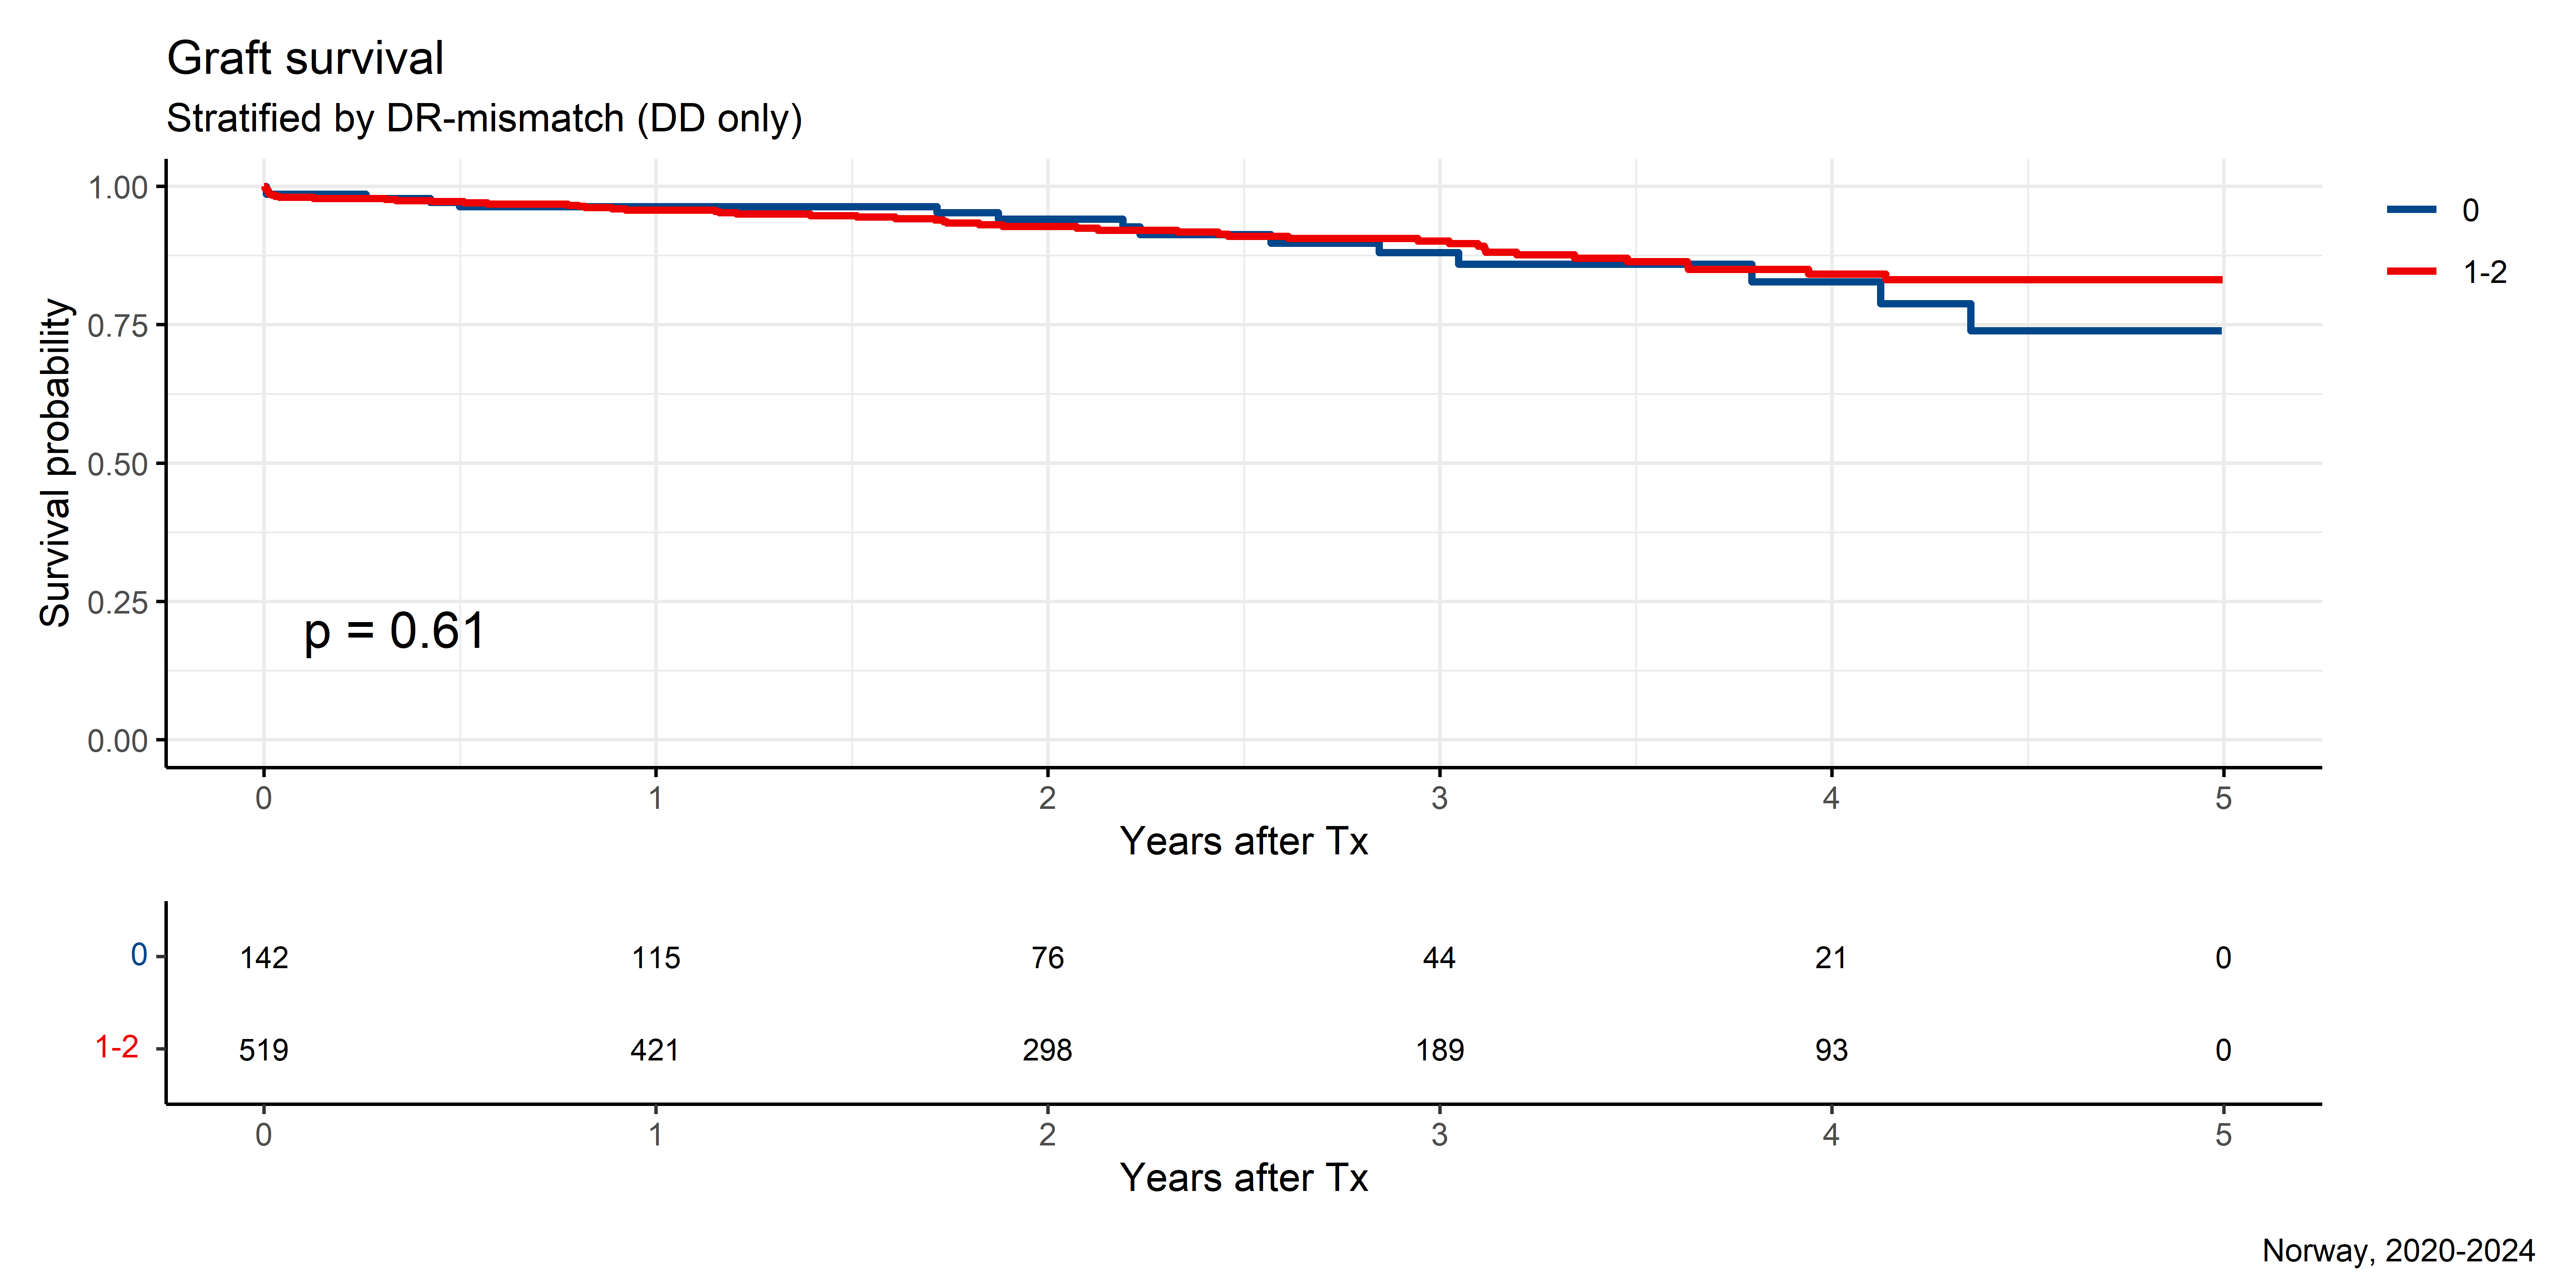 Graft survival
Stratified by DR-mismatch (DD only)
Survival probability
1.00
0.75
0.50
0.25
0.00
p = 0.61
0
1-2
0 1 2 3 4 5
Years after Tx
0 142 115 76 44 21 0
1-2 519 421 298 189 93 0
0 1 2 3 4 5
Years after Tx
Norway, 2020-2024